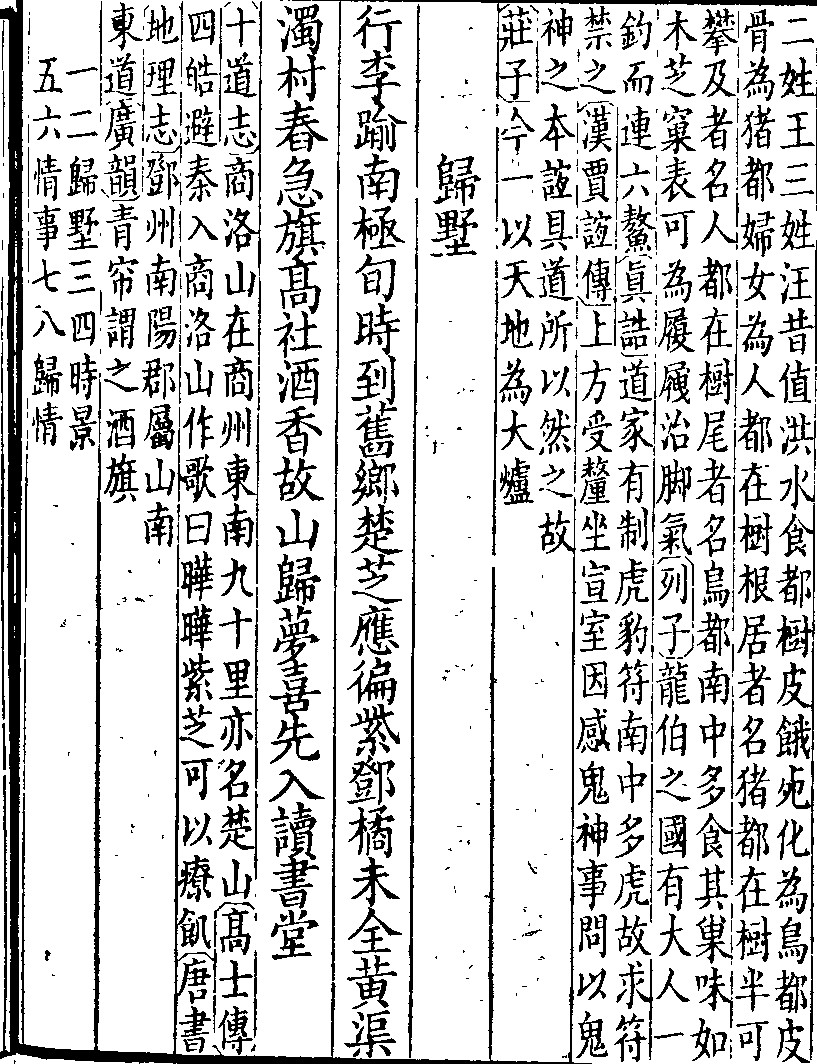 二姓王三姓汪昔值洪水食都樹皮餓死化為鳥都皮
骨為猪都婦女為人都在樹根居者名猪都在樹半可
攀及者名人都在樹尾者名鳥都南中多食其巢味如
木芝窠表可為履屧治脚氣列子龍伯之國有大人一
釣而連六鰲真誥道家有制虎豹符南中多虎故求符
禁之漢賈誼傳上方受釐坐宣室因感鬼神事問以鬼
神之本誼具道所以然之故
莊子今一以天地為大爐
歸墅
行李踰南極旬時到舊鄉楚芝應徧紫鄧橘未全黄渠
濁村舂急旗高社酒香故山歸夢喜先入讀書堂
十道志商洛山在商州東南九十里亦名楚山高士傳
四皓避秦入商洛山作歌曰曄曄紫芝可以療飢唐書
地理志鄧州南陽郡屬山南
東道廣韻青帘謂之酒旗
一二歸墅三四時景
五六情事七八歸情